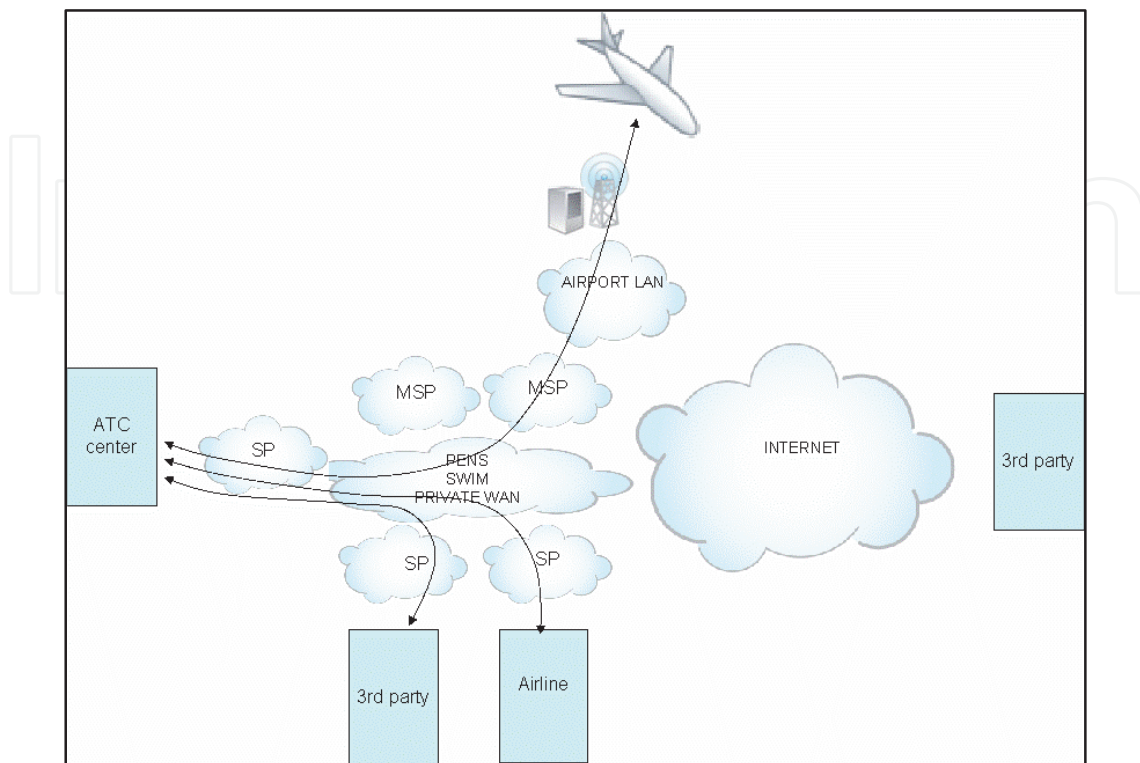 AIRPORT LAN
MSP
MSP
ATC
center
SP
PENS
SWIM
PRIVATE WAN
INTERNET
3rd party
SP
SP
3rd party
Airline